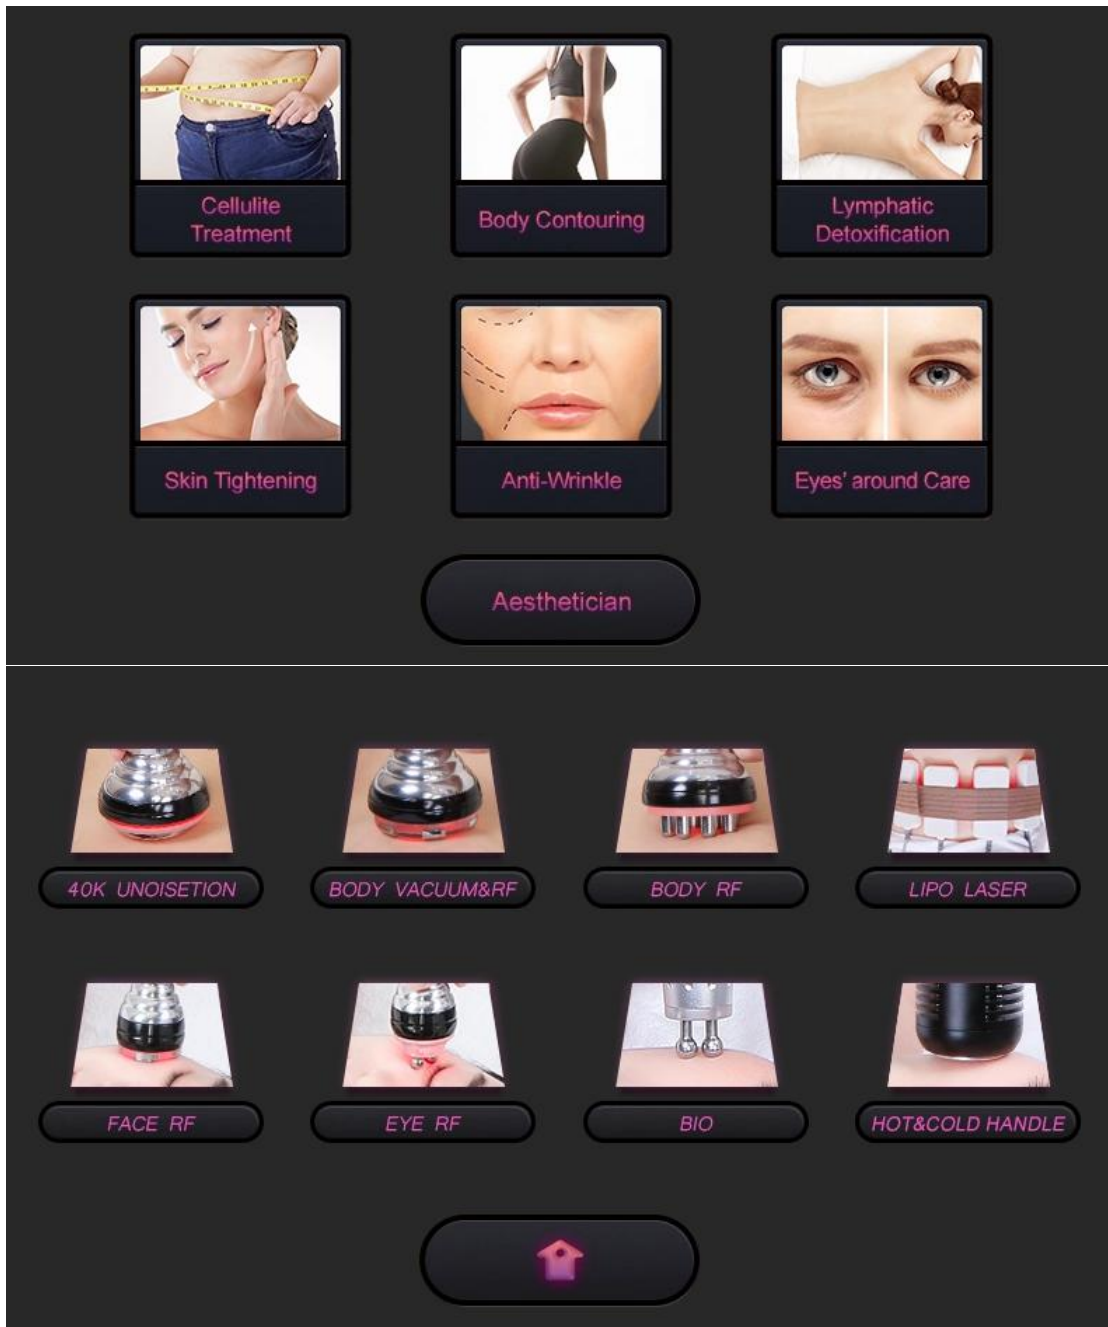 Cellulite
Treatment
Body Contouring
Lymphatic
Detoxification
Skin Tightening
Anti-Wrinkle
Eyes' around Care
Aesthetician
40K UNOISETION
BODY VACUUM&RF
BODY RF
LIPO LASER
FACE RF
EYE RF
BIO
HOT&COLD HANDLE